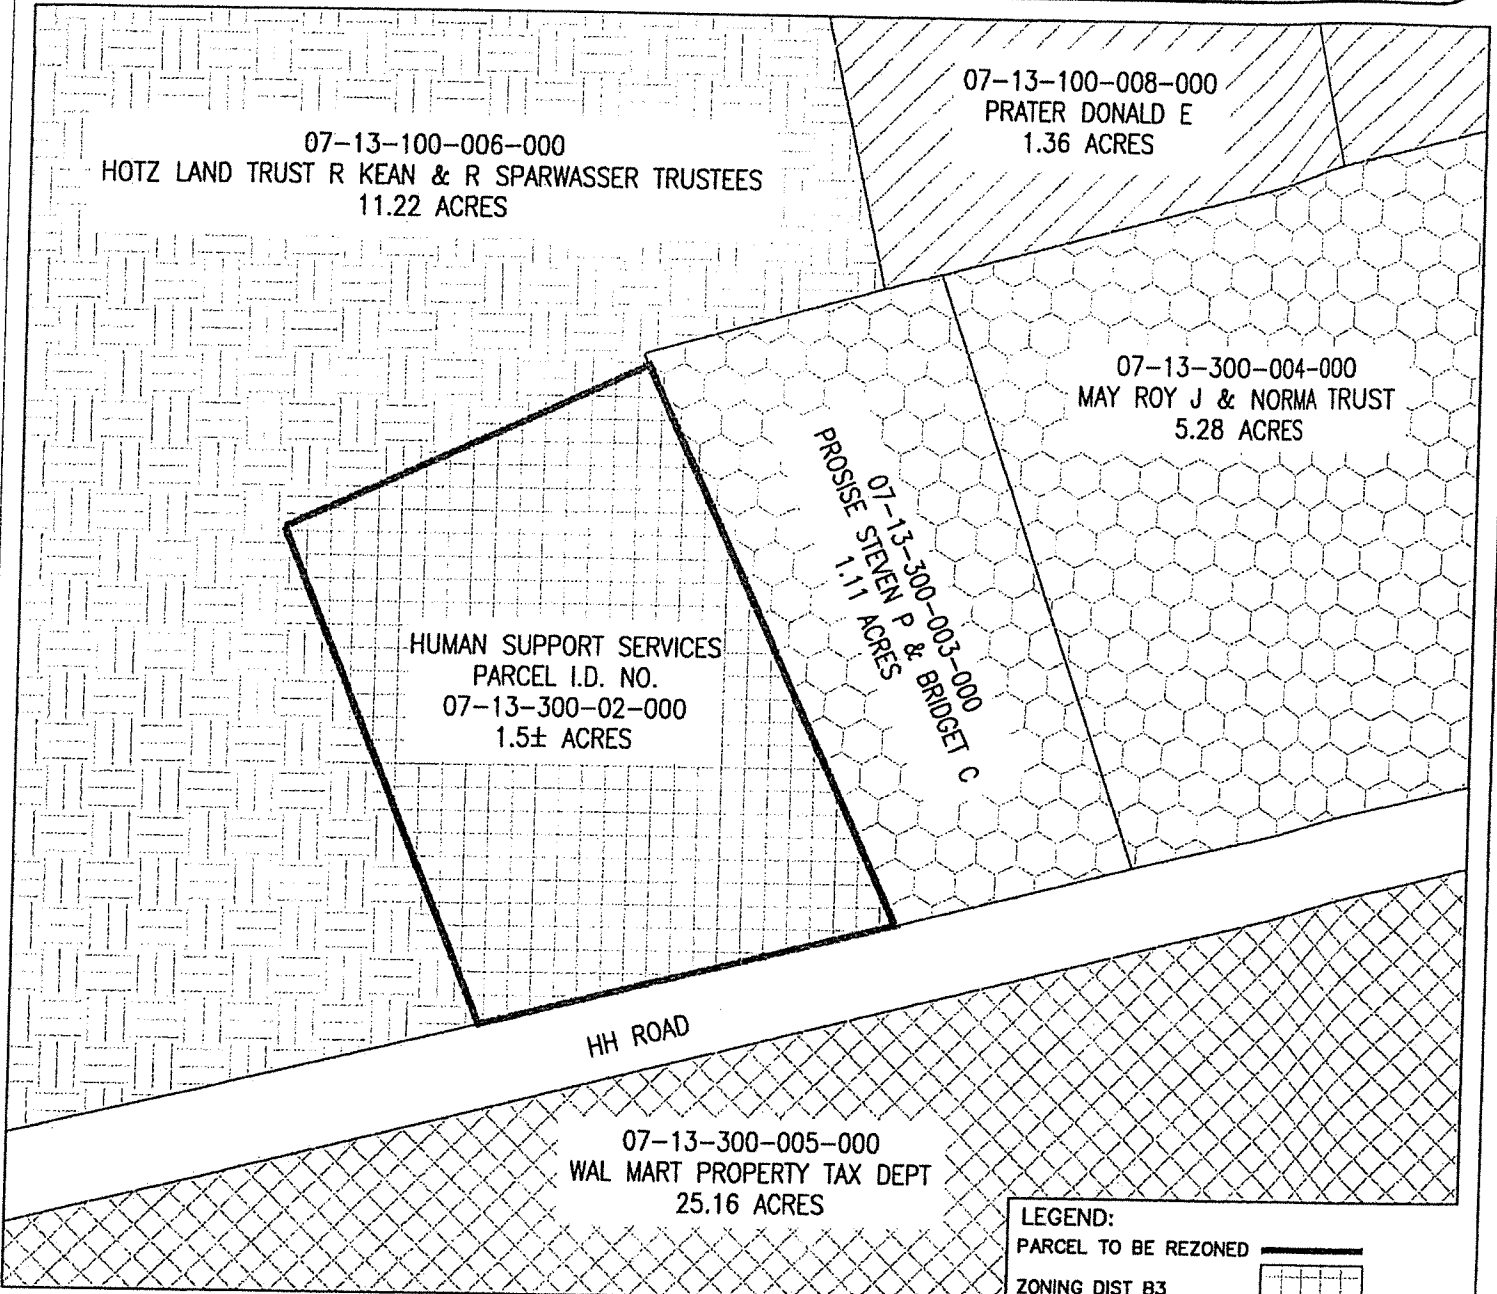 07-13-100-008-000
PRATER DONALD E
1.36 ACRES
07-13-100-006-000
HOTZ LAND TRUST R KEAN & R SPARWASSER TRUSTEES
11.22 ACRES
07-13-300-004-000
MAY ROY J & NORMA TRUST
5.28 ACRES
07-13-300-003-000
PROSISE STEVEN P & BRIDGET C
1.11 ACRES
HUMAN SUPPORT SERVICES
PARCEL I.D. NO.
07-13-300-02-000
1.5± ACRES
HH ROAD
07-13-300-005-000
WAL MART PROPERTY TAX DEPT
25.16 ACRES
LEGEND:
PARCEL TO BE REZONED
ZONING DIST B3